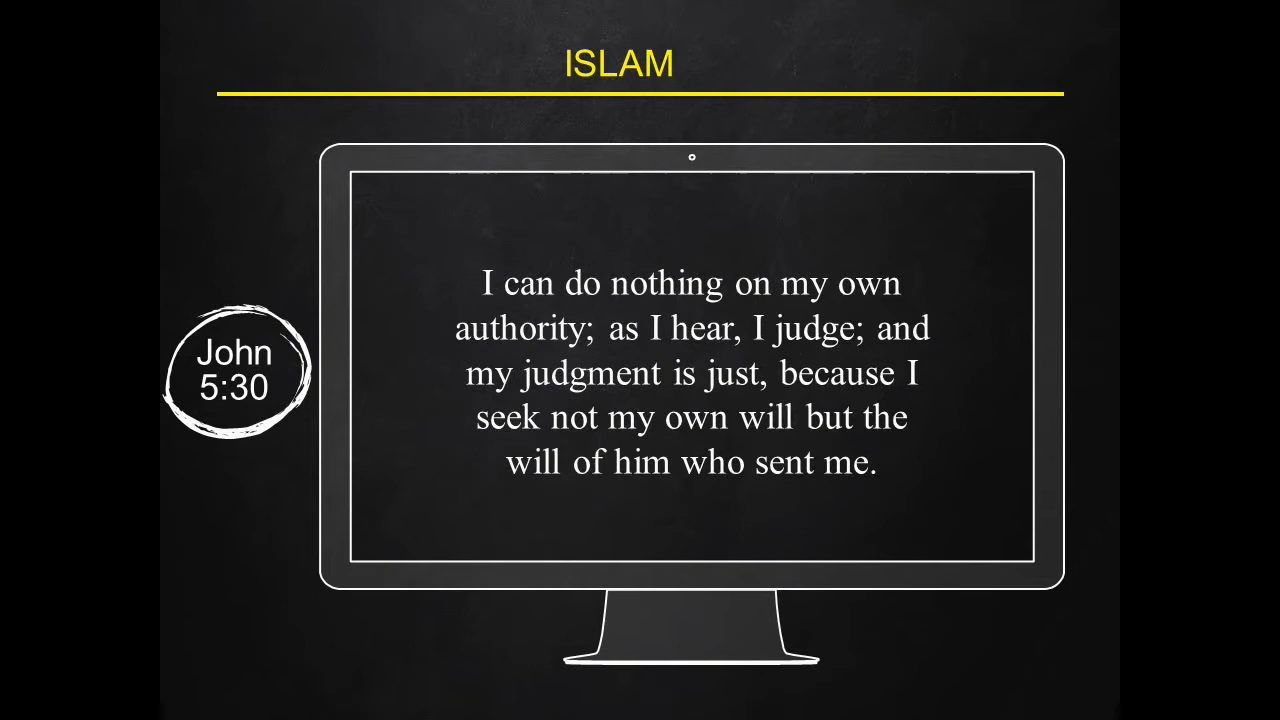 ISLAM
John
5:30
I can do nothing on my own
authority; as I hear, I judge; and
my judgment is just, because I
seek not my own will but the
will of him who sent me.